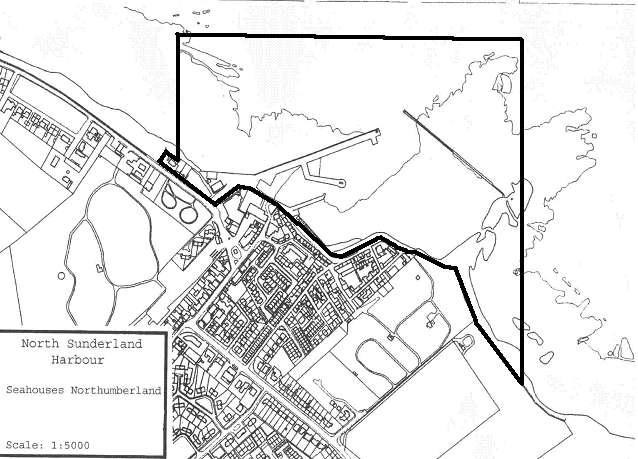 North Sunderland
Harbour
Seahouses Northumberland
Scale: 1:5000